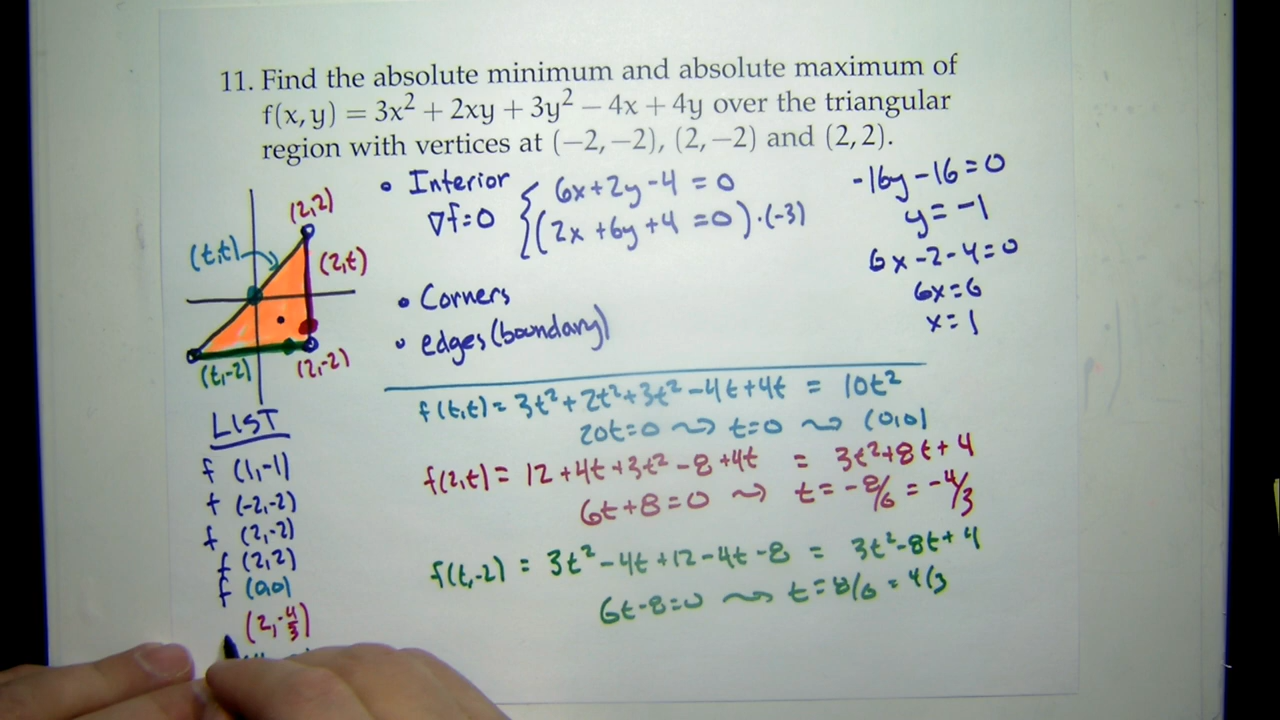 11. Find the absolute minimum and absolute maximum of
f(x,y) = 3x² + 2xy + 3y² − 4x + 4y over the triangular
region with vertices at (−2,−2), (2,−2) and (2,2).
• Interior
∇f=0
{ 6x+2y-4 = 0
(2x+6y+4 = 0)·(-3)
-16y-16=0
y=-1
6x-2-4=0
6x=6
x=1
• Corners
• edges (boundary)
(2,2)
(t,t)
(2,t)
(t,-2)
(2,-2)
f(t,t) = 3t²+2t²+3t²-4t+4t = 10t²
20t=0 ⇝ t=0 ⇝ (0,0)
f(2,t) = 12+4t+3t²-8+4t = 3t²+8t+4
6t+8=0 ⇝ t=-8/6=-4/3
f(t,-2) = 3t²-4t+12-4t-8 = 3t²-8t+4
6t-8=0 ⇝ t=8/6=4/3
LIST
f (1,-1)
f (-2,-2)
f (2,-2)
f (2,2)
f (0,0)
(2,-4/3)